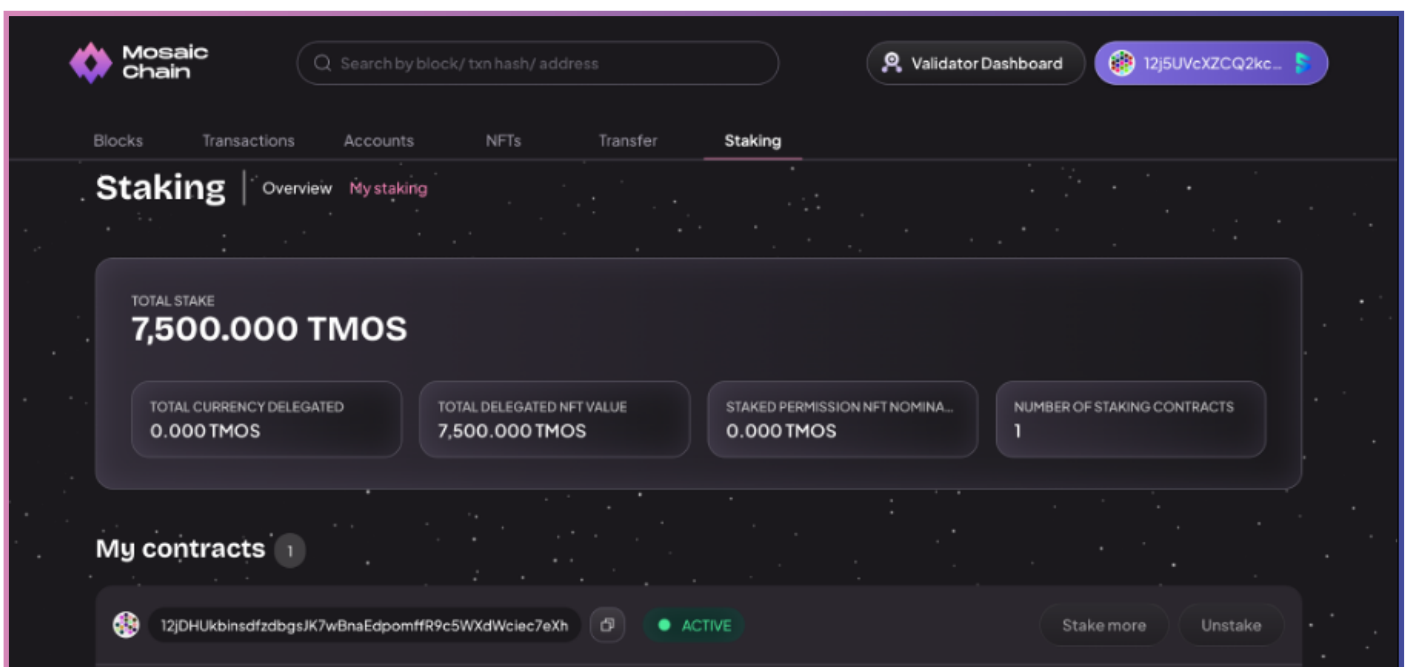 Mosaic
Chain
Search by block/ txn hash/ address
Validator Dashboard
12j5UVcXZCQ2kc...
Blocks Transactions Accounts NFTs Transfer Staking
Staking Overview My staking
TOTAL STAKE
7,500.000 TMOS
TOTAL CURRENCY DELEGATED
0.000 TMOS
TOTAL DELEGATED NFT VALUE
7,500.000 TMOS
STAKED PERMISSION NFT NOMINA...
0.000 TMOS
NUMBER OF STAKING CONTRACTS
1
My contracts 1
12jDHUkbinsdfzdbgsJK7wBnaEdpomffR9c5WXdWciec7eXh ACTIVE Stake more Unstake